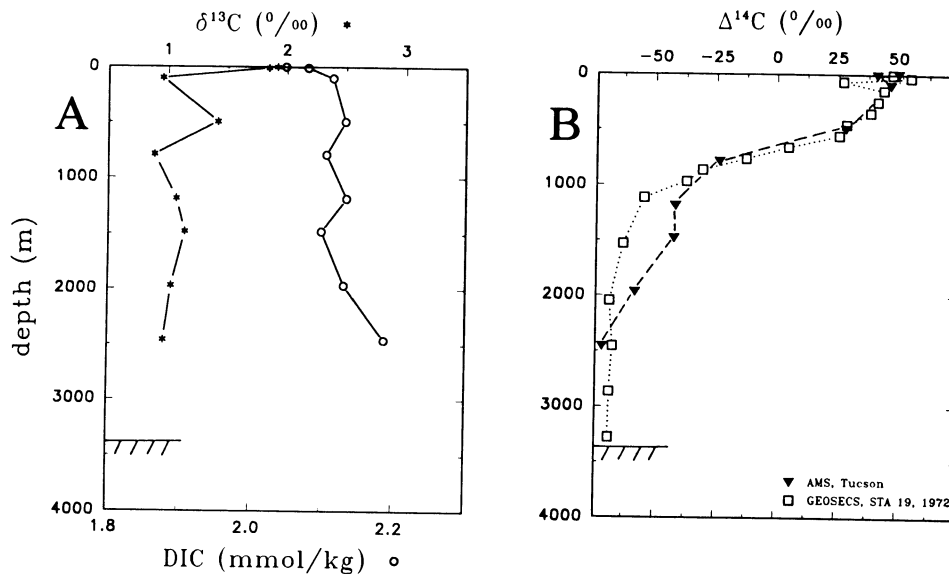 δ¹³C (⁰/₀₀) *
1 2 3
0
1000
2000
3000
4000
depth (m)
A
1.8 2.0 2.2
DIC (mmol/kg) o
Δ¹⁴C (⁰/₀₀)
−50 −25 0 25 50
0
1000
2000
3000
4000
B
▼ AMS, Tucson
□ GEOSECS, STA 19, 1972